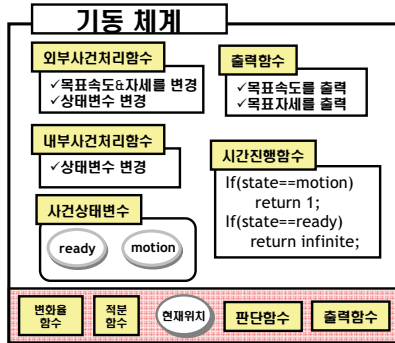 기동 체계
외부사건처리함수
✓목표속도&자세를 변경
✓상태변수 변경
출력함수
✓목표속도를 출력
✓목표자세를 출력
내부사건처리함수
✓상태변수 변경
시간진행함수
If(state==motion)
return 1;
If(state==ready)
return infinite;
사건상태변수
ready
motion
변화율
함수
적분
함수
현재위치
판단함수
출력함수